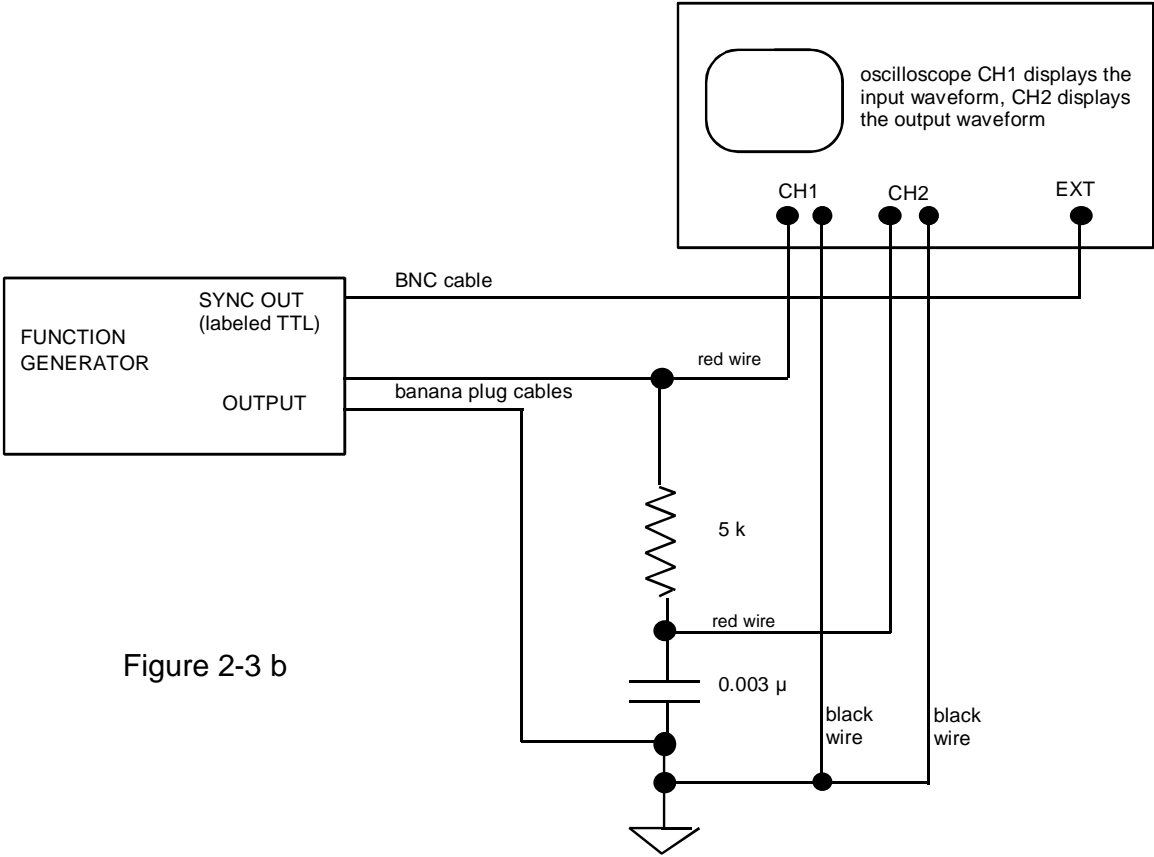 oscilloscope CH1 displays the
input waveform, CH2 displays
the output waveform
CH1
CH2
EXT
BNC cable
SYNC OUT
(labeled TTL)
FUNCTION
GENERATOR
OUTPUT
red wire
banana plug cables
5 k
red wire
Figure 2-3 b
0.003 µ
black
wire
black
wire